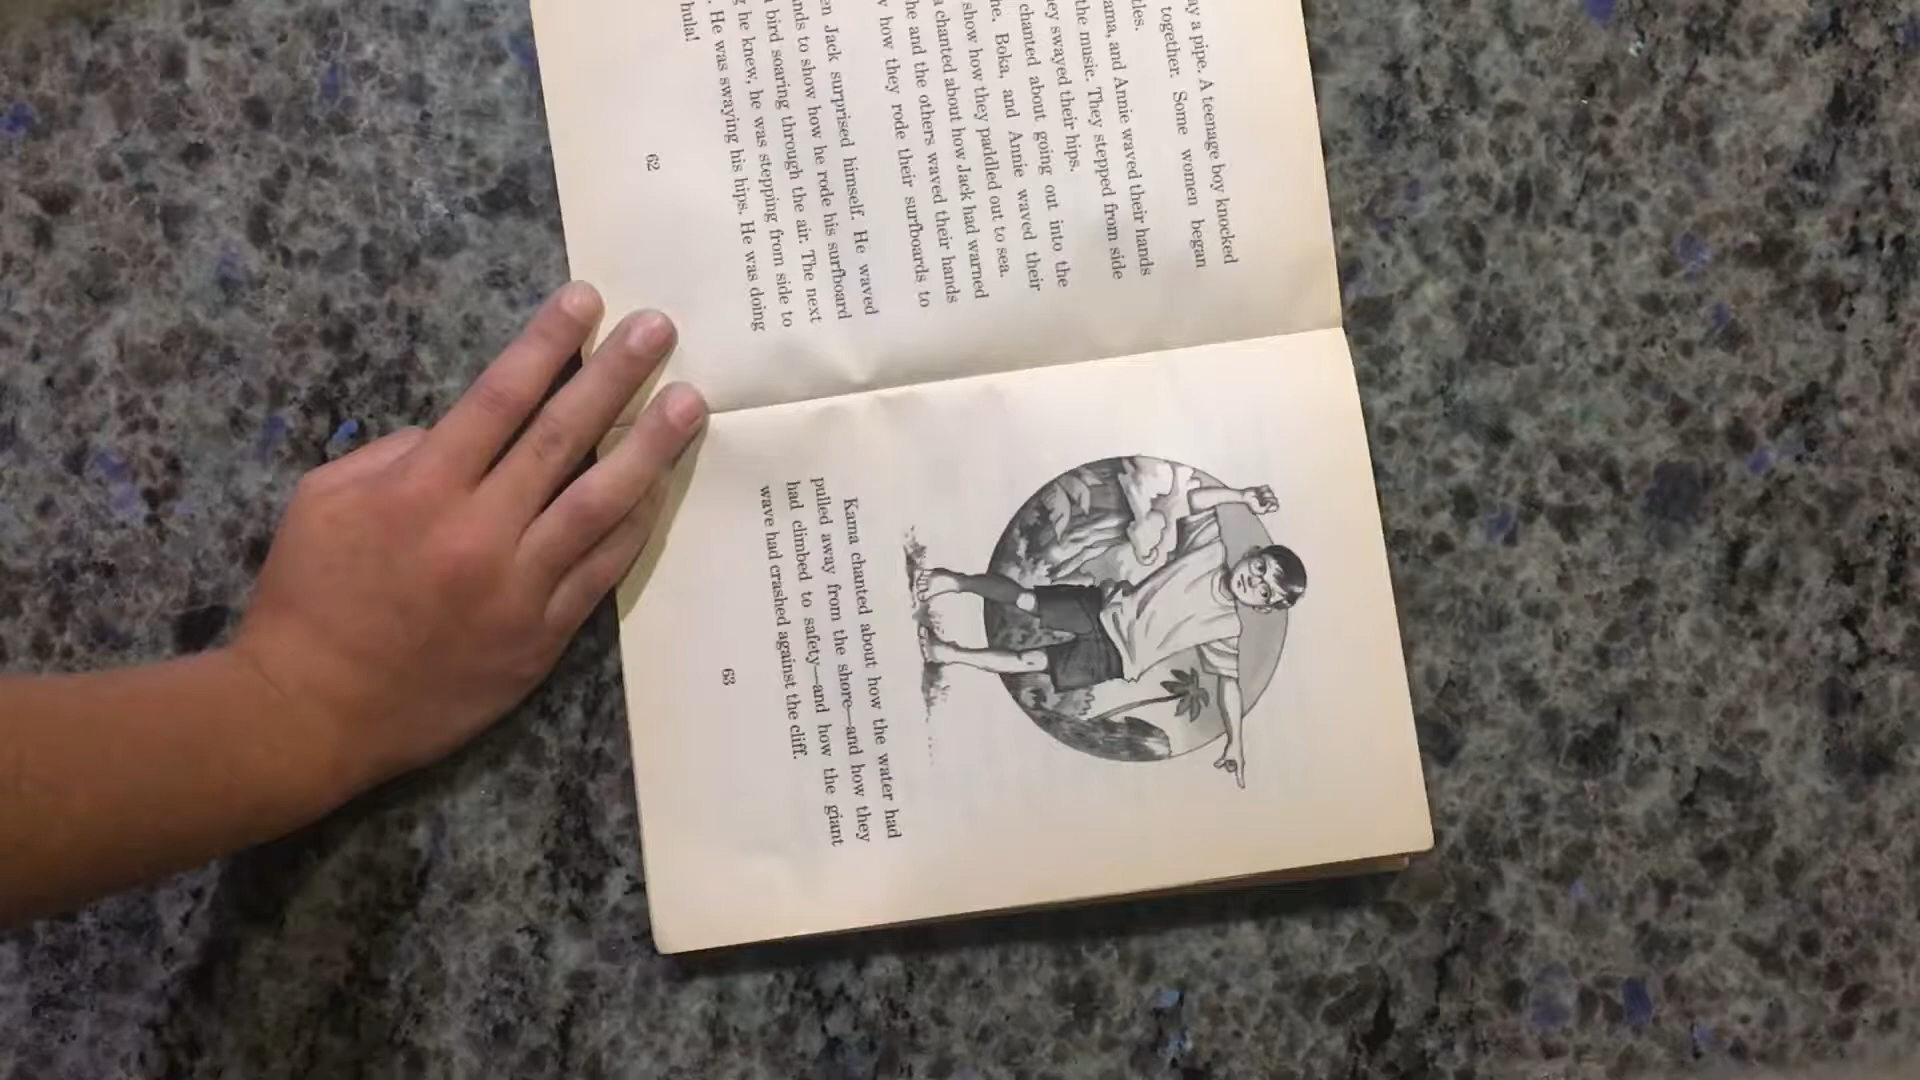 ay a pipe. A teenage boy knocked
together. Some women began
tles.
ama, and Annie waved their hands
the music. They stepped from side
ey swayed their hips.
chanted about going out into the
he, Boka, and Annie waved their
show how they paddled out to sea.
chanted about how Jack had warned
he and the others waved their hands
how they rode their surfboards to
en Jack surprised himself. He waved
nds to show how he rode his surfboard
bird soaring through the air. The next
g he knew, he was stepping from side to
. He was swaying his hips. He was doing
hula!
62
Kama chanted about how the water had
pulled away from the shore—and how they
had climbed to safety—and how the giant
wave had crashed against the cliff.
63